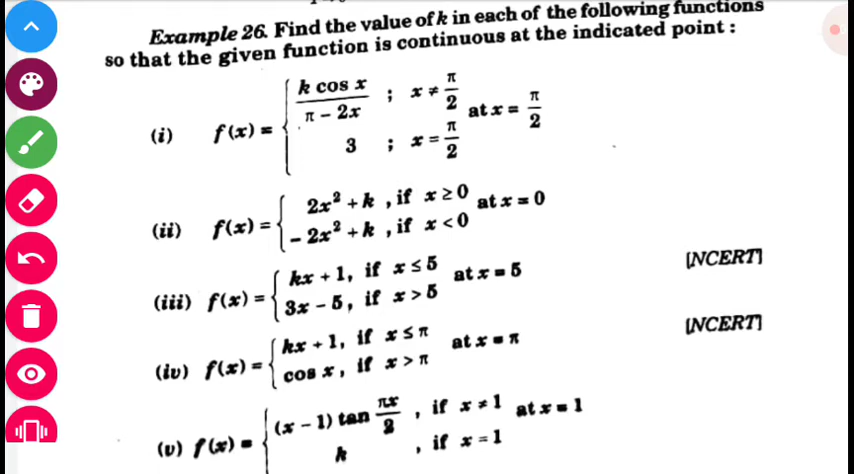 Example 26. Find the value of k in each of the following functions
so that the given function is continuous at the indicated point :
(i) f(x) = { k cos x / π – 2x ; x ≠ π/2
3 ; x = π/2 at x = π/2
(ii) f(x) = { 2x² + k , if x ≥ 0
– 2x² + k , if x < 0 at x = 0
(iii) f(x) = { kx + 1, if x ≤ 5
3x – 5, if x > 5 at x = 5 [NCERT]
(iv) f(x) = { kx + 1, if x ≤ π
cos x, if x > π at x = π [NCERT]
(v) f(x) = { (x – 1) tan πx/2 , if x ≠ 1
k , if x = 1 at x = 1